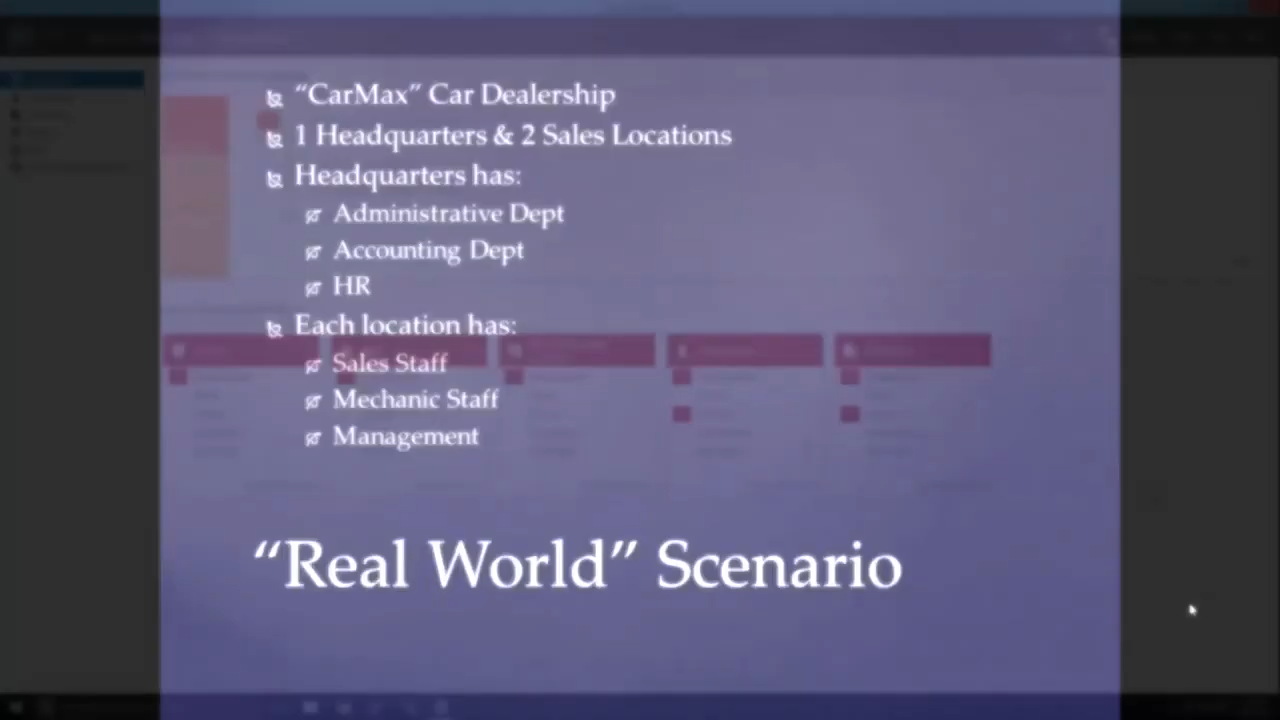 “CarMax” Car Dealership
1 Headquarters & 2 Sales Locations
Headquarters has:
Administrative Dept
Accounting Dept
HR
Each location has:
Sales Staff
Mechanic Staff
Management
“Real World” Scenario